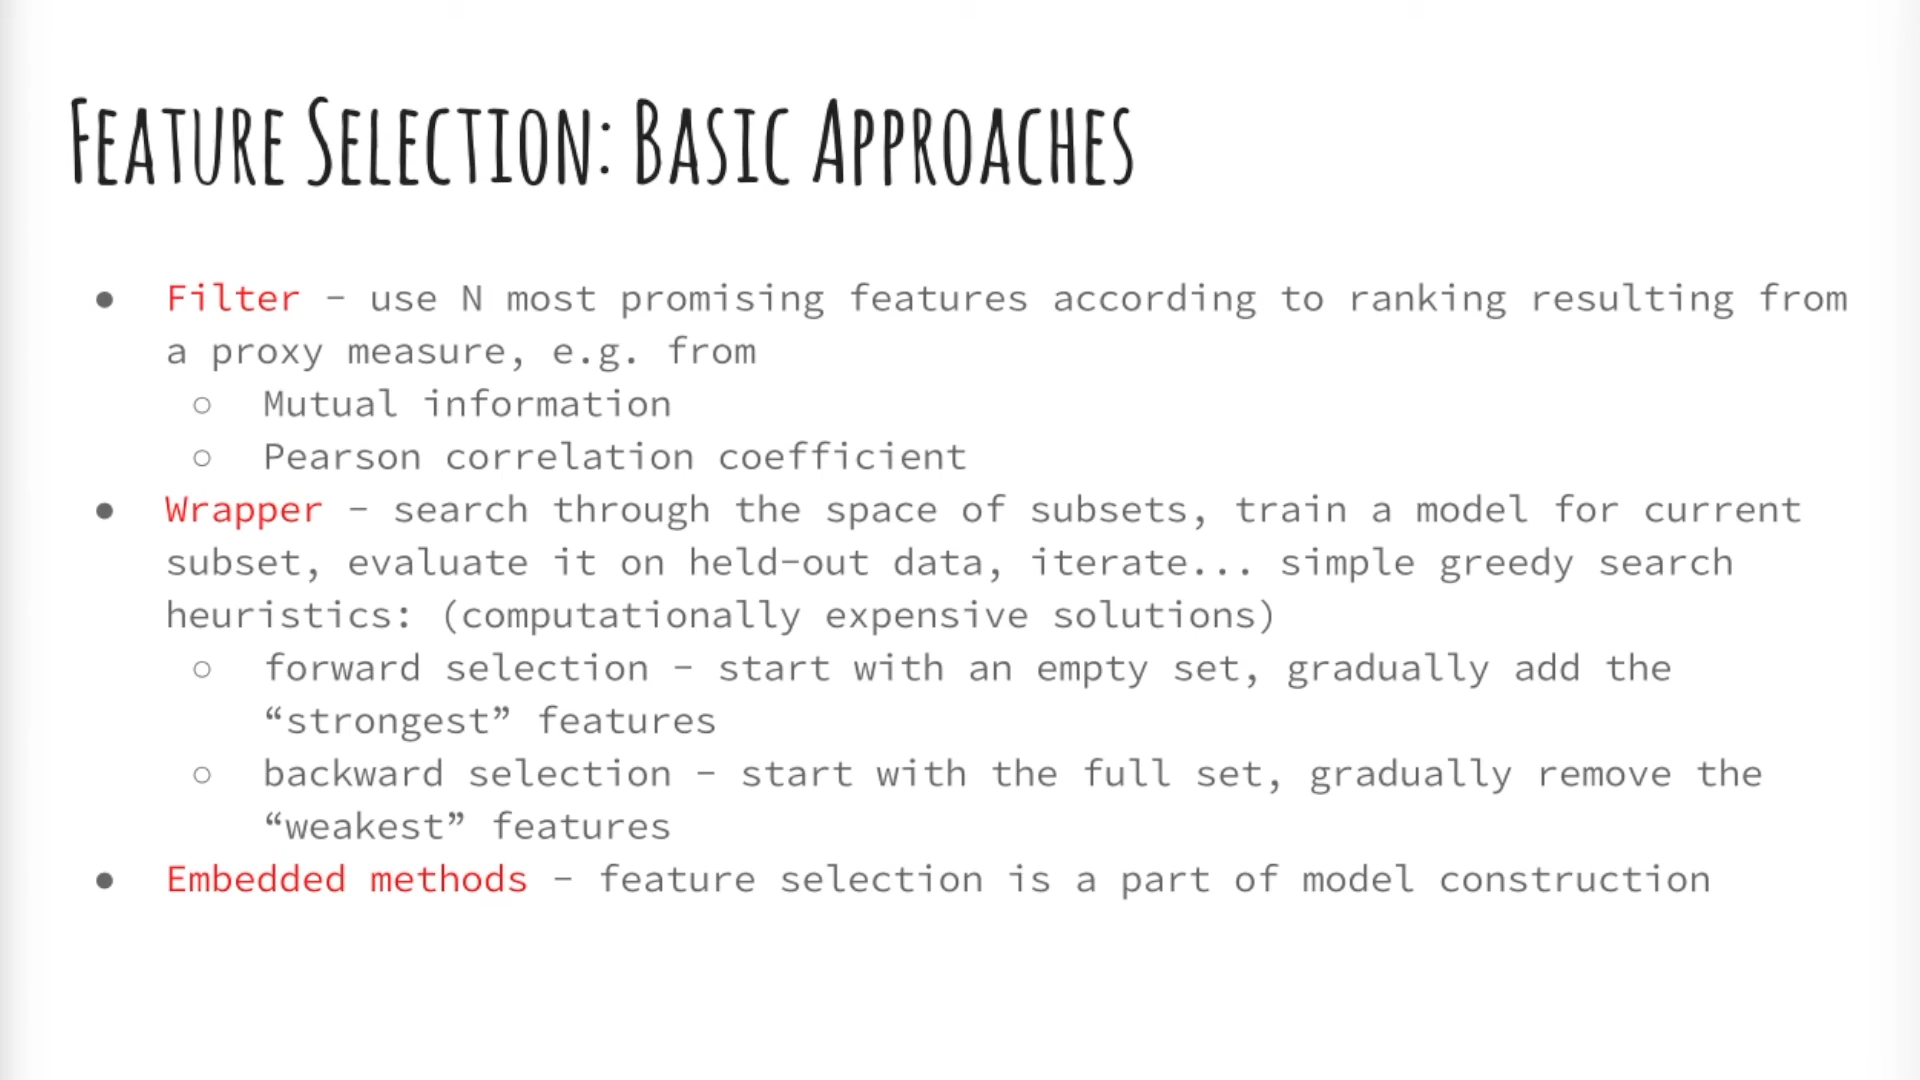 FEATURE SELECTION: BASIC APPROACHES
● Filter - use N most promising features according to ranking resulting from
a proxy measure, e.g. from
○ Mutual information
○ Pearson correlation coefficient
● Wrapper - search through the space of subsets, train a model for current
subset, evaluate it on held-out data, iterate... simple greedy search
heuristics: (computationally expensive solutions)
○ forward selection - start with an empty set, gradually add the
“strongest” features
○ backward selection - start with the full set, gradually remove the
“weakest” features
● Embedded methods - feature selection is a part of model construction